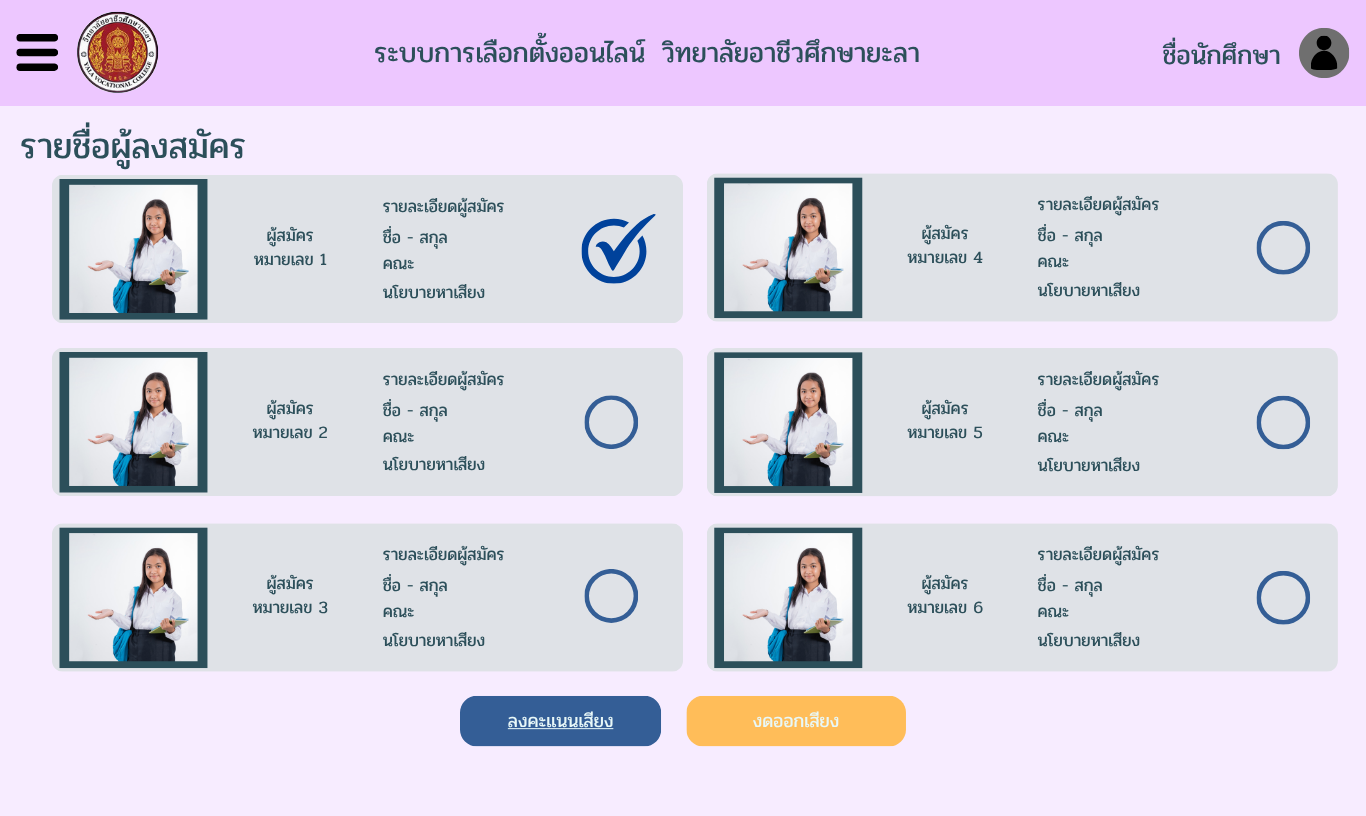 วิทยาลัยอาชีวศึกษายะลา
YALA VOCATIONAL COLLEGE
ระบบการเลือกตั้งออนไลน์ วิทยาลัยอาชีวศึกษายะลา
ชื่อนักศึกษา
รายชื่อผู้ลงสมัคร
ผู้สมัคร
หมายเลข 1
รายละเอียดผู้สมัคร
ชื่อ - สกุล
คณะ
นโยบายหาเสียง
ผู้สมัคร
หมายเลข 4
รายละเอียดผู้สมัคร
ชื่อ - สกุล
คณะ
นโยบายหาเสียง
ผู้สมัคร
หมายเลข 2
รายละเอียดผู้สมัคร
ชื่อ - สกุล
คณะ
นโยบายหาเสียง
ผู้สมัคร
หมายเลข 5
รายละเอียดผู้สมัคร
ชื่อ - สกุล
คณะ
นโยบายหาเสียง
ผู้สมัคร
หมายเลข 3
รายละเอียดผู้สมัคร
ชื่อ - สกุล
คณะ
นโยบายหาเสียง
ผู้สมัคร
หมายเลข 6
รายละเอียดผู้สมัคร
ชื่อ - สกุล
คณะ
นโยบายหาเสียง
ลงคะแนนเสียง
งดออกเสียง